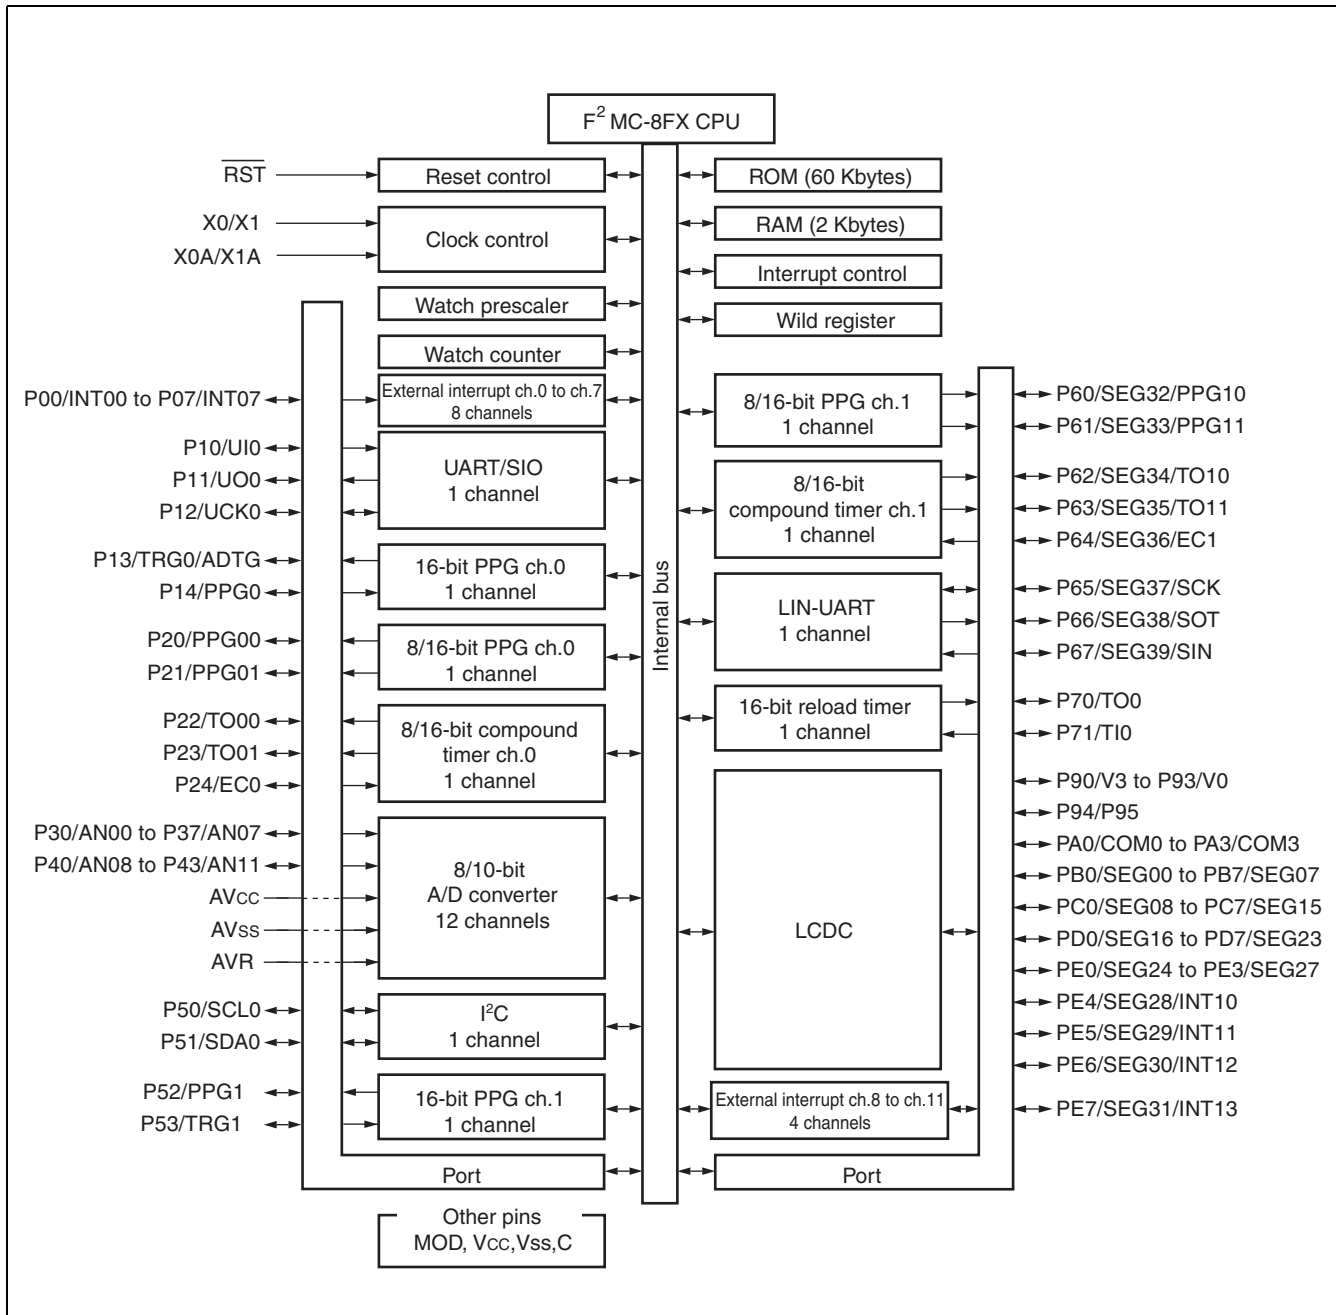 F² MC-8FX CPU
RST
Reset control
ROM (60 Kbytes)
X0/X1
X0A/X1A
Clock control
RAM (2 Kbytes)
Interrupt control
Watch prescaler
Wild register
Watch counter
P00/INT00 to P07/INT07
External interrupt ch.0 to ch.7
8 channels
P10/UI0
P11/UO0
P12/UCK0
UART/SIO
1 channel
P13/TRG0/ADTG
P14/PPG0
16-bit PPG ch.0
1 channel
P20/PPG00
P21/PPG01
8/16-bit PPG ch.0
1 channel
P22/TO00
P23/TO01
P24/EC0
8/16-bit compound
timer ch.0
1 channel
P30/AN00 to P37/AN07
P40/AN08 to P43/AN11
AVCC
AVSS
AVR
8/10-bit
A/D converter
12 channels
P50/SCL0
P51/SDA0
I²C
1 channel
P52/PPG1
P53/TRG1
16-bit PPG ch.1
1 channel
Port
Other pins
MOD, VCC,VSS,C
Internal bus
8/16-bit PPG ch.1
1 channel
P60/SEG32/PPG10
P61/SEG33/PPG11
8/16-bit
compound timer ch.1
1 channel
P62/SEG34/TO10
P63/SEG35/TO11
P64/SEG36/EC1
LIN-UART
1 channel
P65/SEG37/SCK
P66/SEG38/SOT
P67/SEG39/SIN
16-bit reload timer
1 channel
P70/TO0
P71/TI0
LCDC
P90/V3 to P93/V0
P94/P95
PA0/COM0 to PA3/COM3
PB0/SEG00 to PB7/SEG07
PC0/SEG08 to PC7/SEG15
PD0/SEG16 to PD7/SEG23
PE0/SEG24 to PE3/SEG27
PE4/SEG28/INT10
PE5/SEG29/INT11
PE6/SEG30/INT12
External interrupt ch.8 to ch.11
4 channels
PE7/SEG31/INT13
Port